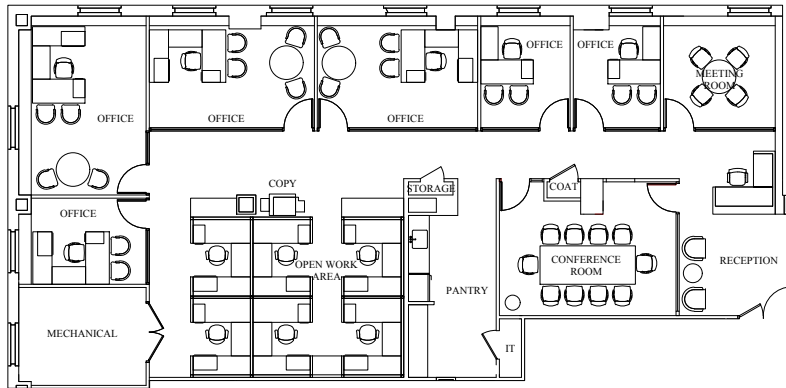 OFFICE
OFFICE
MEETING
ROOM
OFFICE
OFFICE
OFFICE
COPY
STORAGE
COAT
OFFICE
OPEN WORK
AREA
CONFERENCE
ROOM
RECEPTION
PANTRY
MECHANICAL
IT